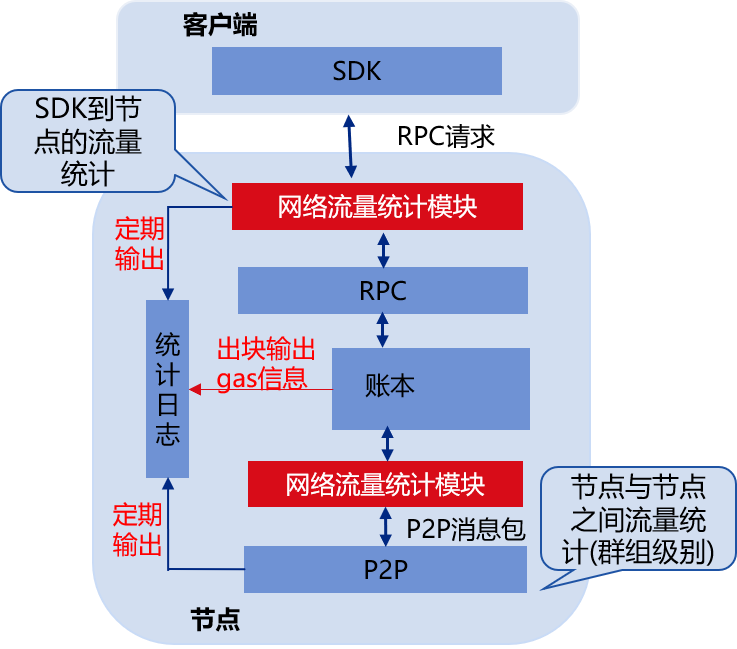 客户端
SDK
SDK到节
点的流量
统计
RPC请求
网络流量统计模块
定期
输出
RPC
统
计
日
志
出块输出
gas信息
账本
网络流量统计模块
定期
输出
P2P消息包
节点与节点
之间流量统
计(群组级别)
P2P
节点